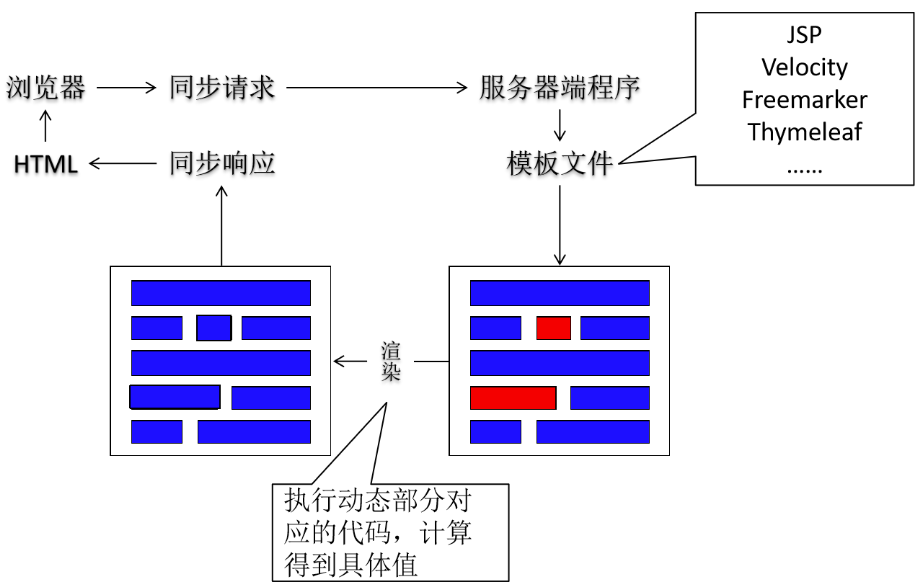 浏览器
同步请求
服务器端程序
JSP
Velocity
Freemarker
Thymeleaf
……
HTML
同步响应
模板文件
渲染
执行动态部分对
应的代码，计算
得到具体值